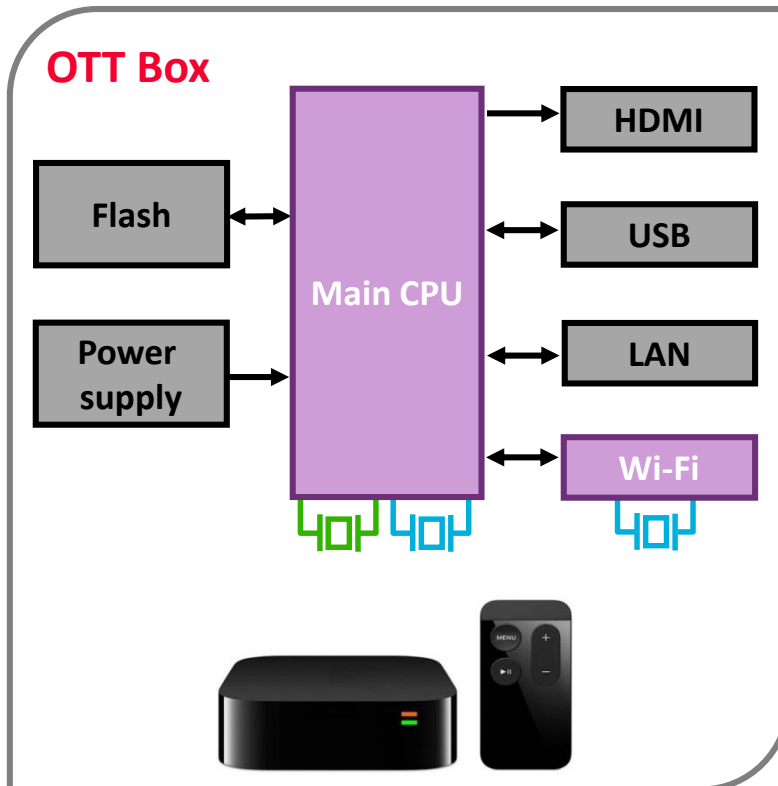 OTT Box
HDMI
Flash
USB
Main CPU
Power
supply
LAN
Wi-Fi
MENU
+
−